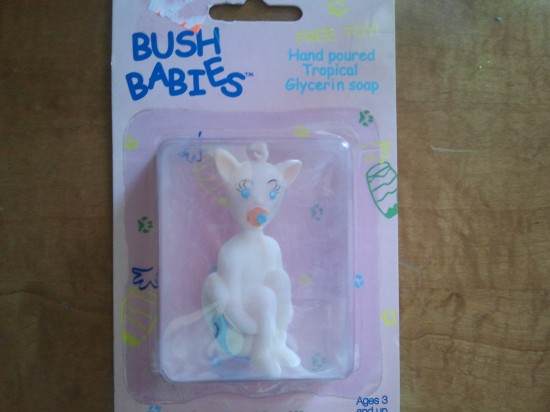 BUSH
BABIES™
FREE TOY
Hand poured
Tropical
Glycerin soap
Ages 3
and up